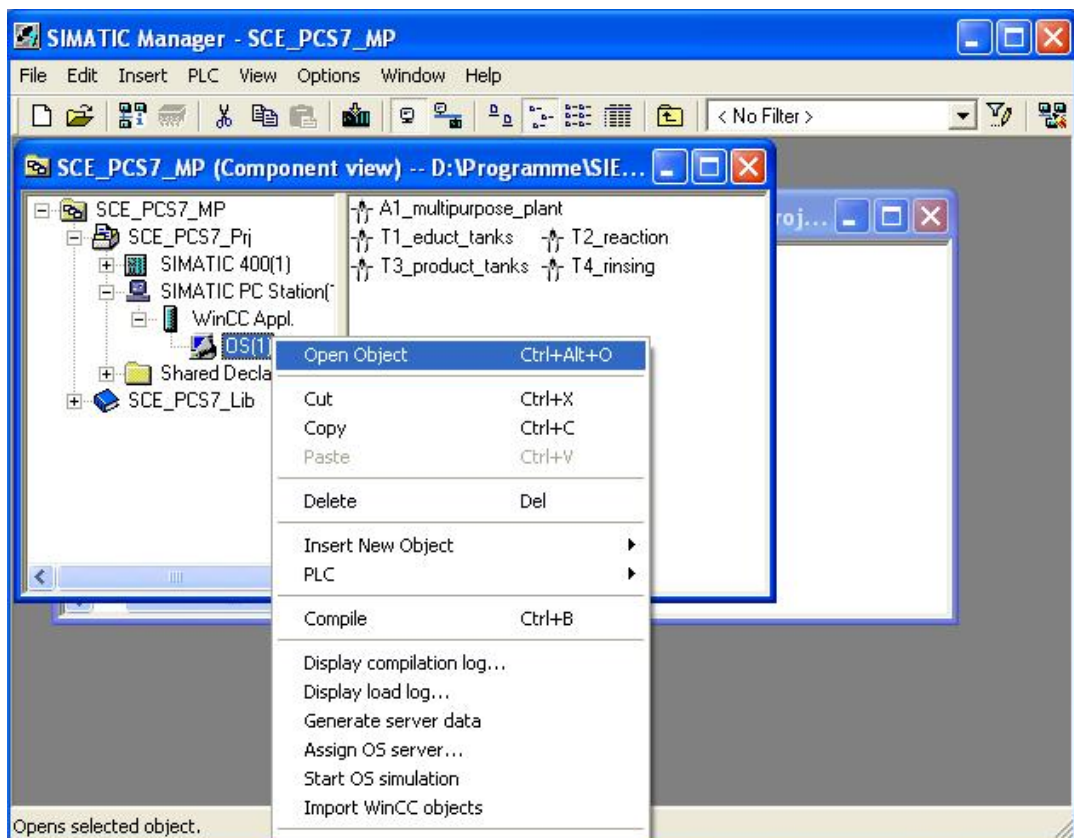 SIMATIC Manager - SCE_PCS7_MP
File Edit Insert PLC View Options Window Help
< No Filter >
SCE_PCS7_MP (Component view) -- D:\Programme\SIE...
roj...
SCE_PCS7_MP
SCE_PCS7_Prj
SIMATIC 400(1)
SIMATIC PC Station(
WinCC Appl.
OS(1)
Shared Decla
SCE_PCS7_Lib
A1_multipurpose_plant
T1_educt_tanks T2_reaction
T3_product_tanks T4_rinsing
Open Object Ctrl+Alt+O
Cut Ctrl+X
Copy Ctrl+C
Paste Ctrl+V
Delete Del
Insert New Object
PLC
Compile Ctrl+B
Display compilation log...
Display load log...
Generate server data
Assign OS server...
Start OS simulation
Import WinCC objects
Opens selected object.